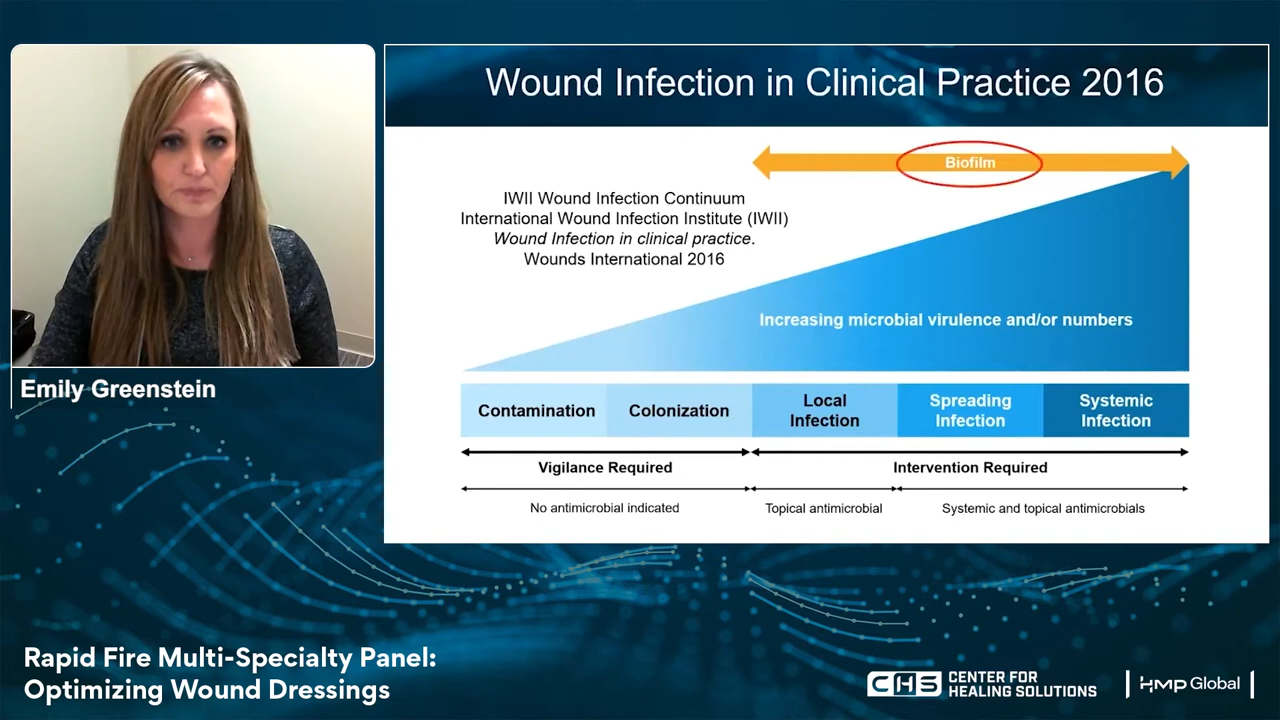 Wound Infection in Clinical Practice 2016
Biofilm
IWII Wound Infection Continuum
International Wound Infection Institute (IWII)
Wound Infection in clinical practice.
Wounds International 2016
Increasing microbial virulence and/or numbers
Contamination
Colonization
Local
Infection
Spreading
Infection
Systemic
Infection
Vigilance Required
Intervention Required
No antimicrobial indicated
Topical antimicrobial
Systemic and topical antimicrobials
Emily Greenstein
Rapid Fire Multi-Specialty Panel:
Optimizing Wound Dressings
CHS
CENTER FOR
HEALING SOLUTIONS
HMP Global